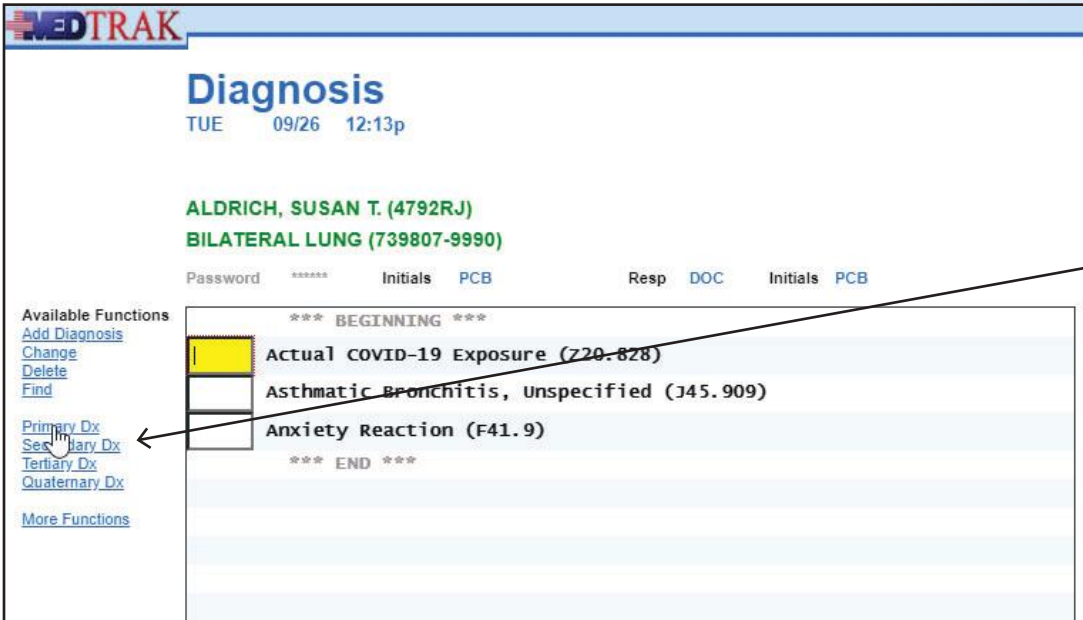 MEDTRAK
Diagnosis
TUE 09/26 12:13p
ALDRICH, SUSAN T. (4792RJ)
BILATERAL LUNG (739807-9990)
Password ****** Initials PCB Resp DOC Initials PCB
Available Functions
Add Diagnosis
Change
Delete
Find
Primary Dx
Secondary Dx
Tertiary Dx
Quaternary Dx
More Functions
*** BEGINNING ***
Actual COVID-19 Exposure (Z20.828)
Asthmatic Bronchitis, Unspecified (J45.909)
Anxiety Reaction (F41.9)
*** END ***